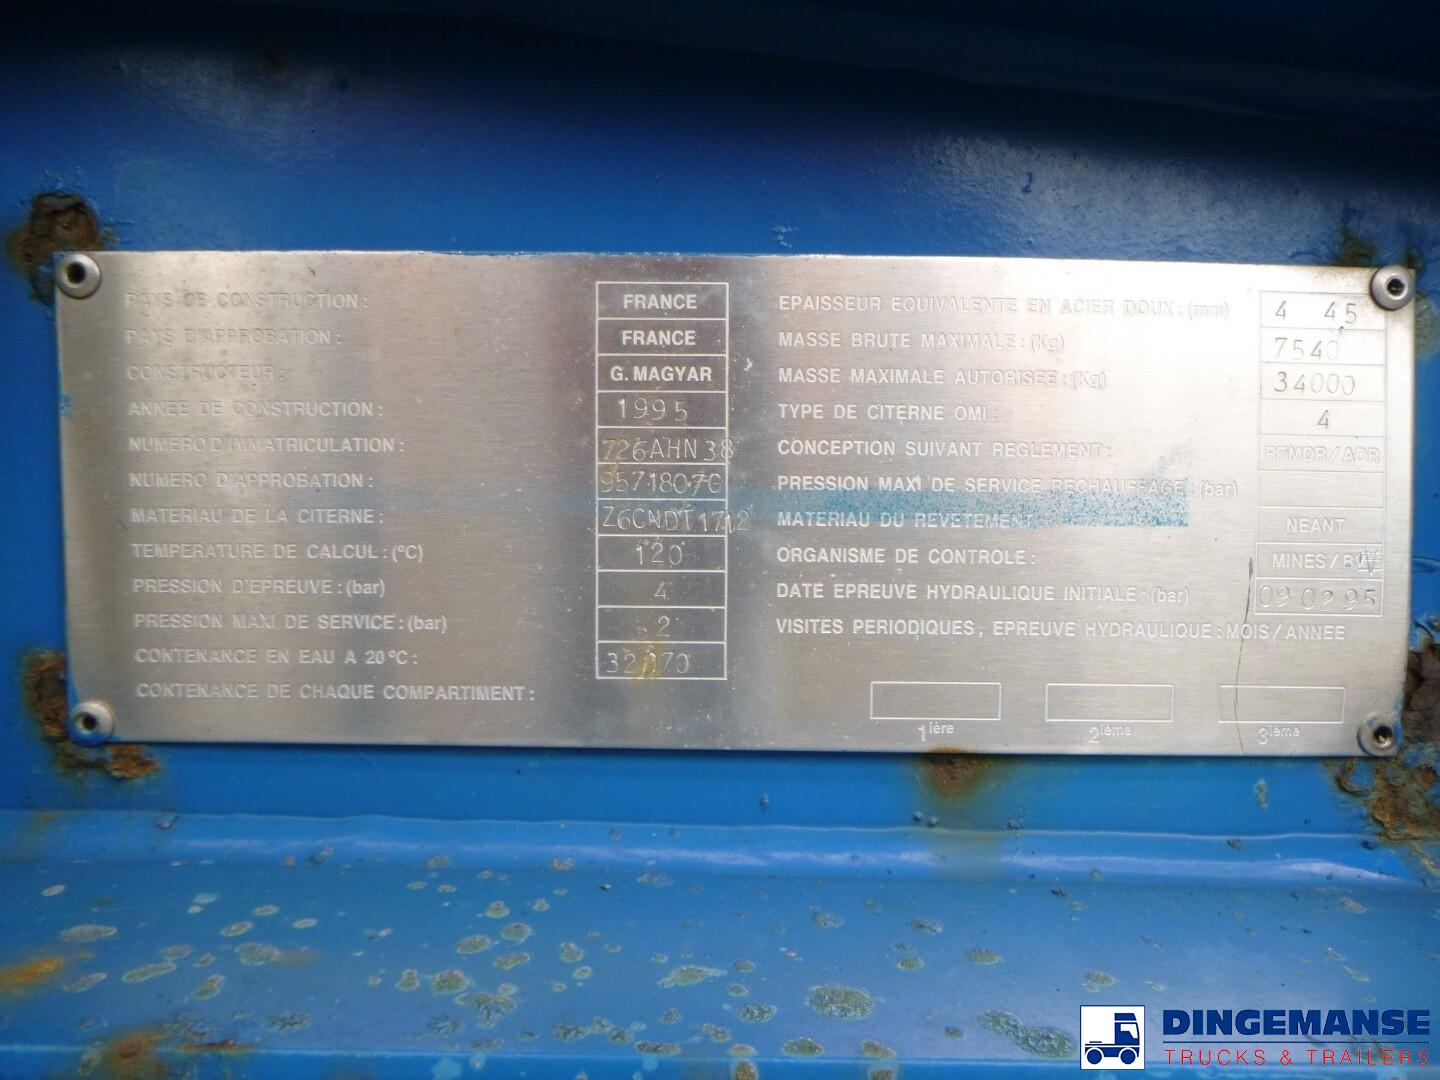 PAYS DE CONSTRUCTION: FRANCE
PAYS D'APPROBATION: FRANCE
CONSTRUCTEUR: G. MAGYAR
ANNEE DE CONSTRUCTION: 1995
NUMERO D'IMMATRICULATION: 726AHN38
NUMERO D'APPROBATION:
MATERIAU DE LA CITERNE: Z6CNDT1712
TEMPERATURE DE CALCUL: (°C) 120
PRESSION D'EPREUVE: (bar) 4
PRESSION MAXI DE SERVICE: (bar) 2
CONTENANCE EN EAU A 20°C:
CONTENANCE DE CHAQUE COMPARTIMENT:
EPAISSEUR EQUIVALENTE EN ACIER DOUX: (mm) 4 4,5
MASSE BRUTE MAXIMALE: (Kg) 7540
MASSE MAXIMALE AUTORISEE: (Kg) 34000
TYPE DE CITERNE OMI: 4
CONCEPTION SUIVANT REGLEMENT: RTMDR/ADR
PRESSION MAXI DE SERVICE RECHAUFFAGE: (bar)
MATERIAU DU REVETEMENT NEANT
ORGANISME DE CONTROLE: MINES/
DATE EPREUVE HYDRAULIQUE INITIALE: (bar) 09 02 95
VISITES PERIODIQUES, EPREUVE HYDRAULIQUE: MOIS/ANNEE
1ière 2ième 3ième
DINGEMANSE
TRUCKS & TRAILERS